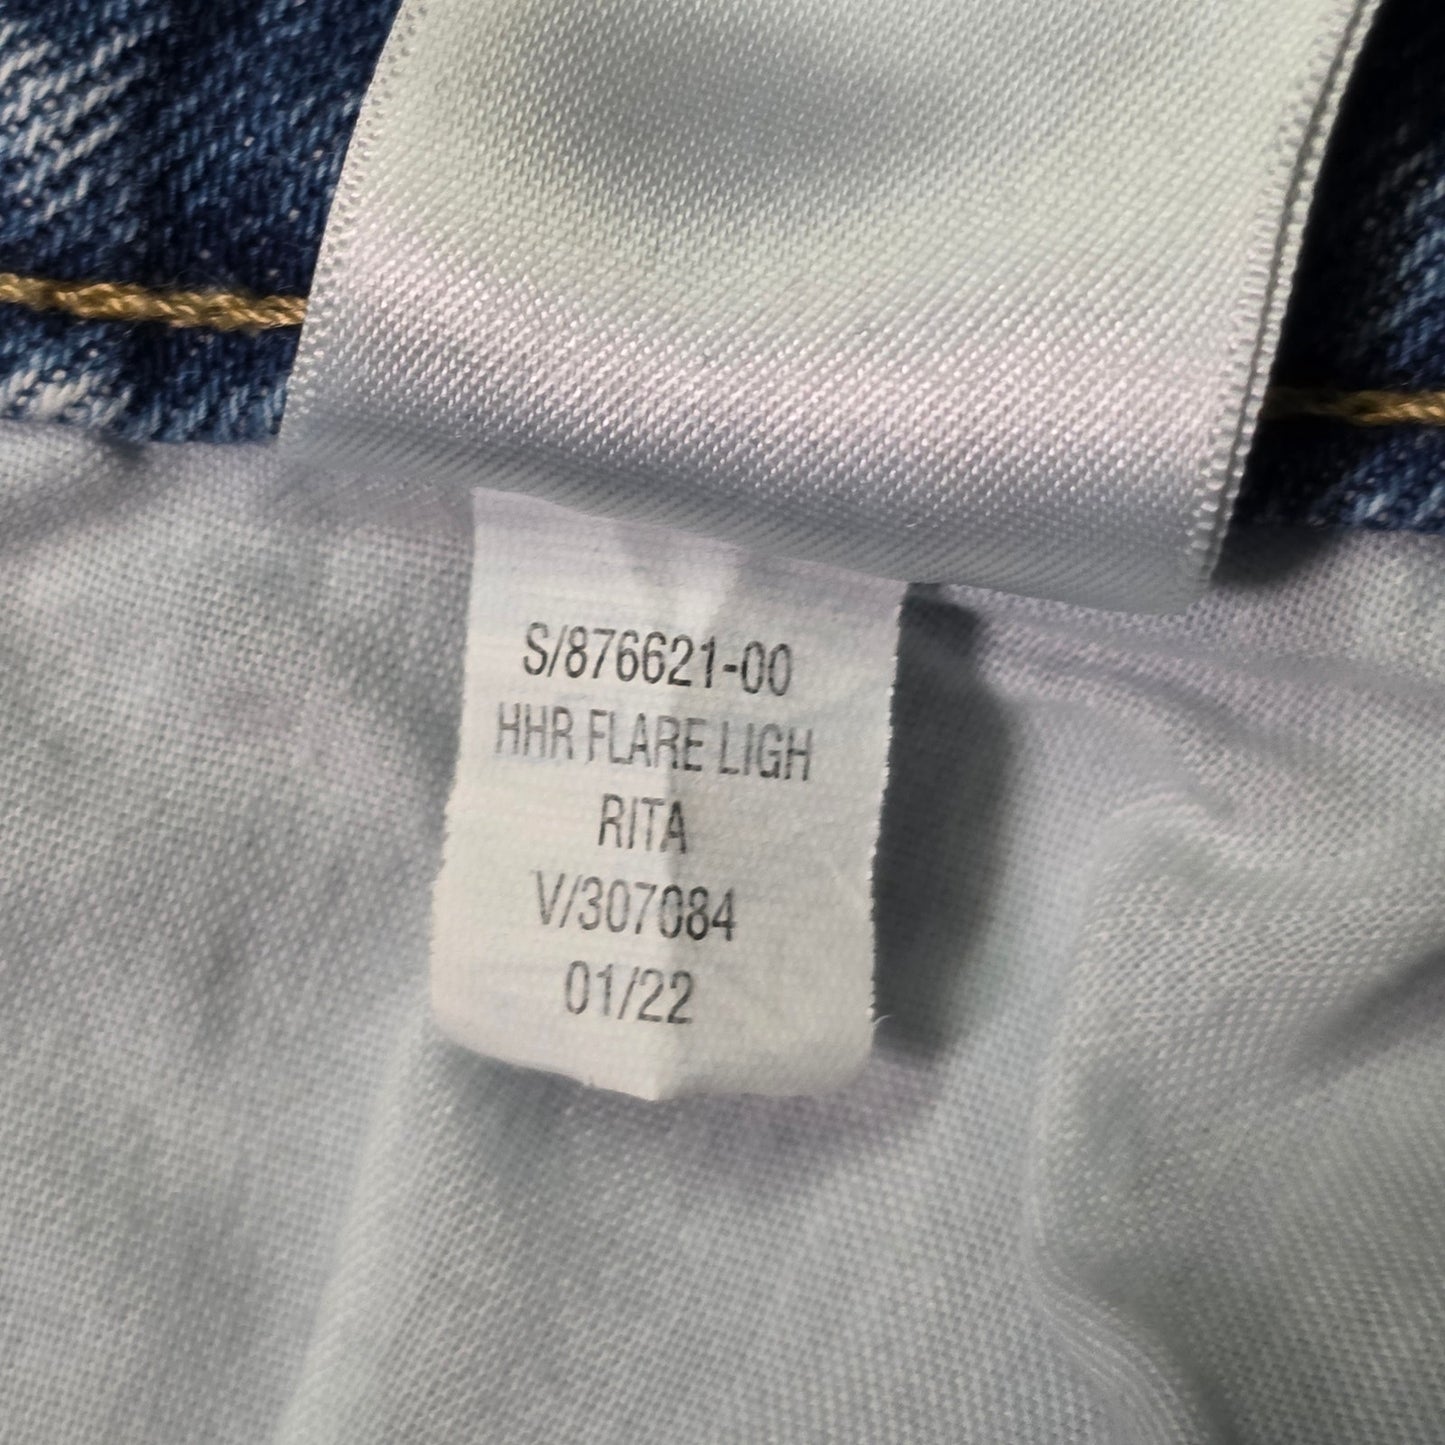 S/876621-00
HHR FLARE LIGH
RITA
V/307084
01/22